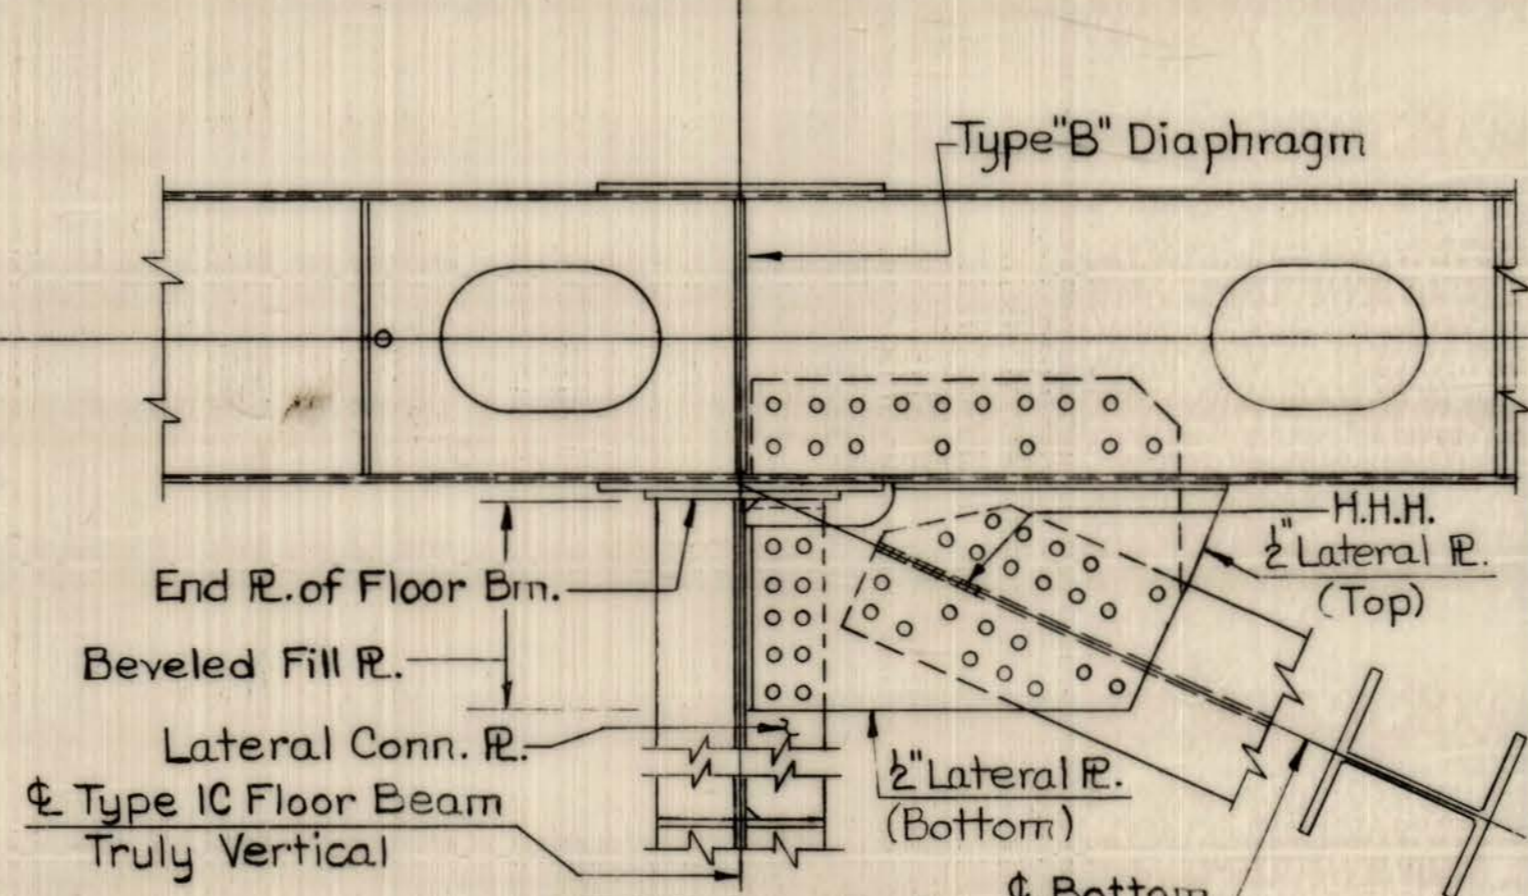 Type "B" Diaphragm
H.H.H.
½" Lateral ⅊.
(Top)
End ⅊. of Floor Bm.
Beveled Fill ⅊.
Lateral Conn. ⅊.
℄ Type 1C Floor Beam
Truly Vertical
½" Lateral ⅊.
(Bottom)
℄ Bottom